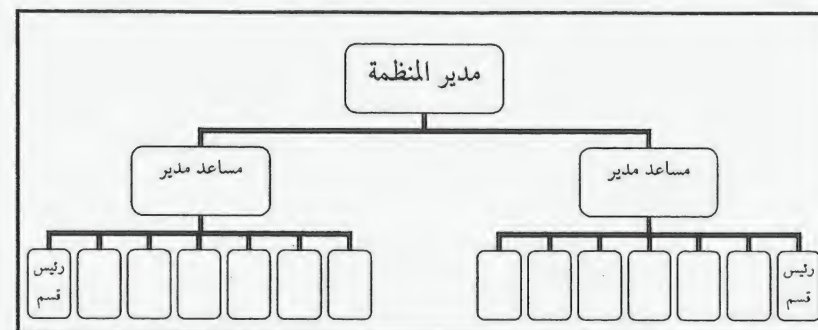 مدير المنظمة
مساعد مدير
مساعد مدير
رئيس
قسم
رئيس
قسم